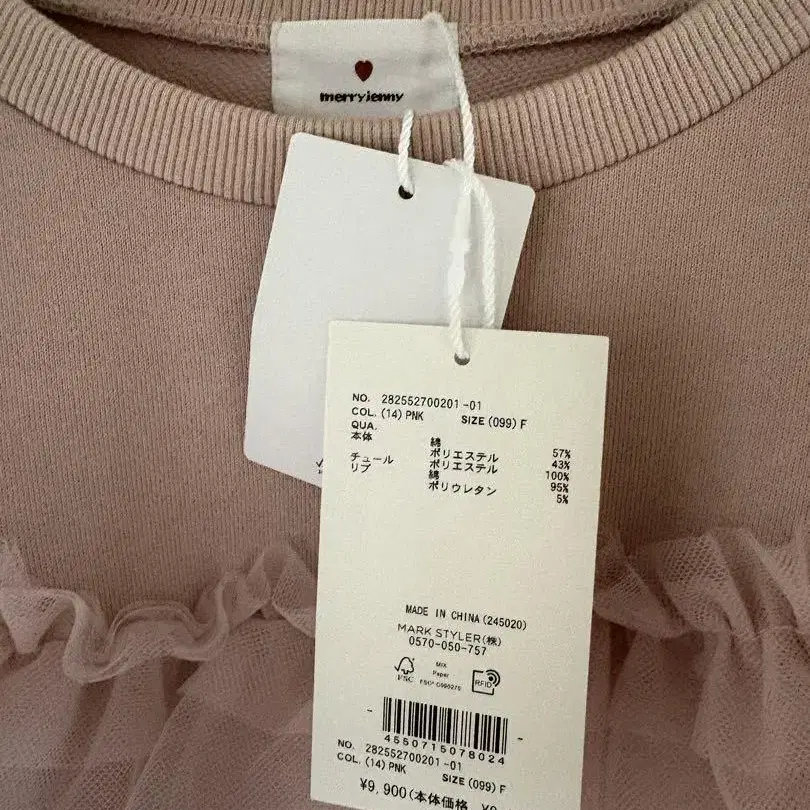 merryjenny
NO. 282552700201-01
COL. (14) PNK SIZE (099) F
QUA.
本体 綿 57%
ポリエステル 43%
チュール ポリエステル 100%
リブ 綿 95%
ポリウレタン 5%
MADE IN CHINA (245020)
MARK STYLER(株)
0570-050-757
FSC
MIX
Paper
RFID
4550715078024
NO. 282552700201-01
COL. (14) PNK SIZE (099) F
¥9,900(本体価格